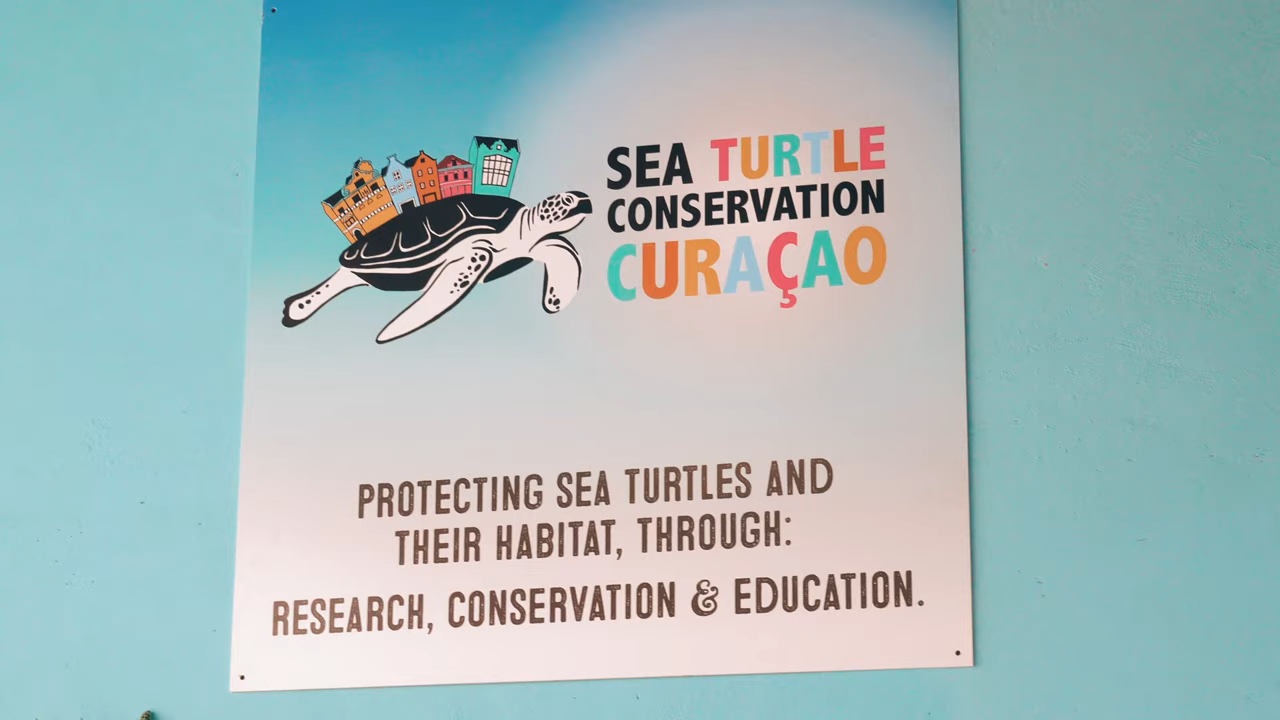 SEA TURTLE
CONSERVATION
CURAÇAO
PROTECTING SEA TURTLES AND
THEIR HABITAT, THROUGH:
RESEARCH, CONSERVATION & EDUCATION.